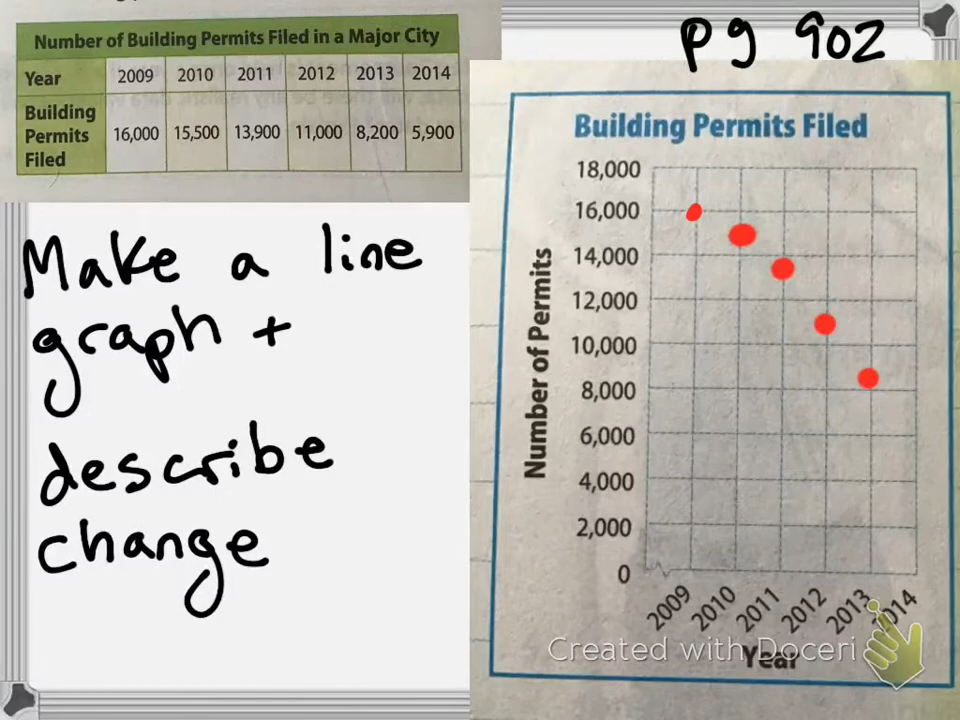 Number of Building Permits Filed in a Major City
Year 2009 2010 2011 2012 2013 2014
Building
Permits
Filed
16,000 15,500 13,900 11,000 8,200 5,900
pg 902
Make a line
graph +
describe
change
Building Permits Filed
Number of Permits
18,000
16,000
14,000
12,000
10,000
8,000
6,000
4,000
2,000
0
2009 2010 2011 2012 2013 2014
Year
Created with Doceri